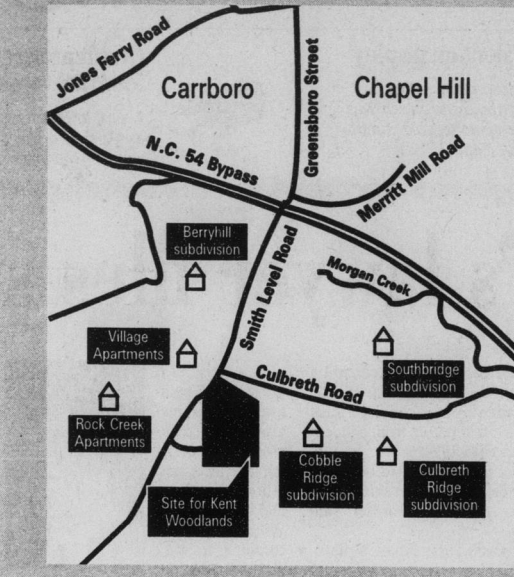 Jones Ferry Road
Carrboro
Greensboro Street
Chapel Hill
N.C. 54 Bypass
Merritt Mill Road
Berryhill
subdivision
Smith Level Road
Morgan Creek
Village
Apartments
Southbridge
subdivision
Culbreth Road
Rock Creek
Apartments
Cobble
Ridge
subdivision
Culbreth
Ridge
subdivision
Site for Kent
Woodlands